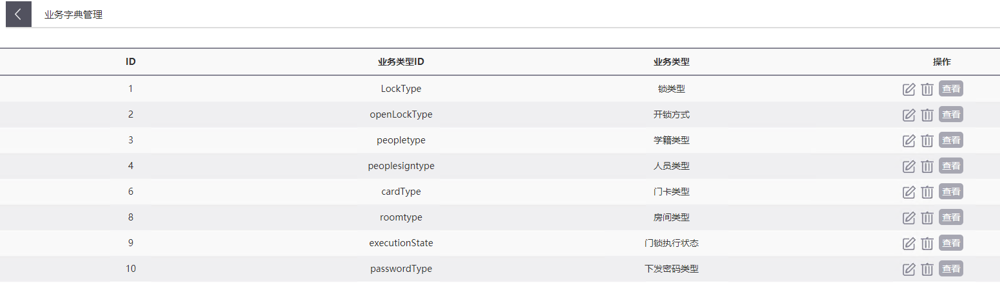 业务字典管理
ID 业务类型ID 业务类型 操作
1 LockType 锁类型 查看
2 openLockType 开锁方式 查看
3 peopletype 学籍类型 查看
4 peoplesigntype 人员类型 查看
6 cardType 门卡类型 查看
8 roomtype 房间类型 查看
9 executionState 门锁执行状态 查看
10 passwordType 下发密码类型 查看